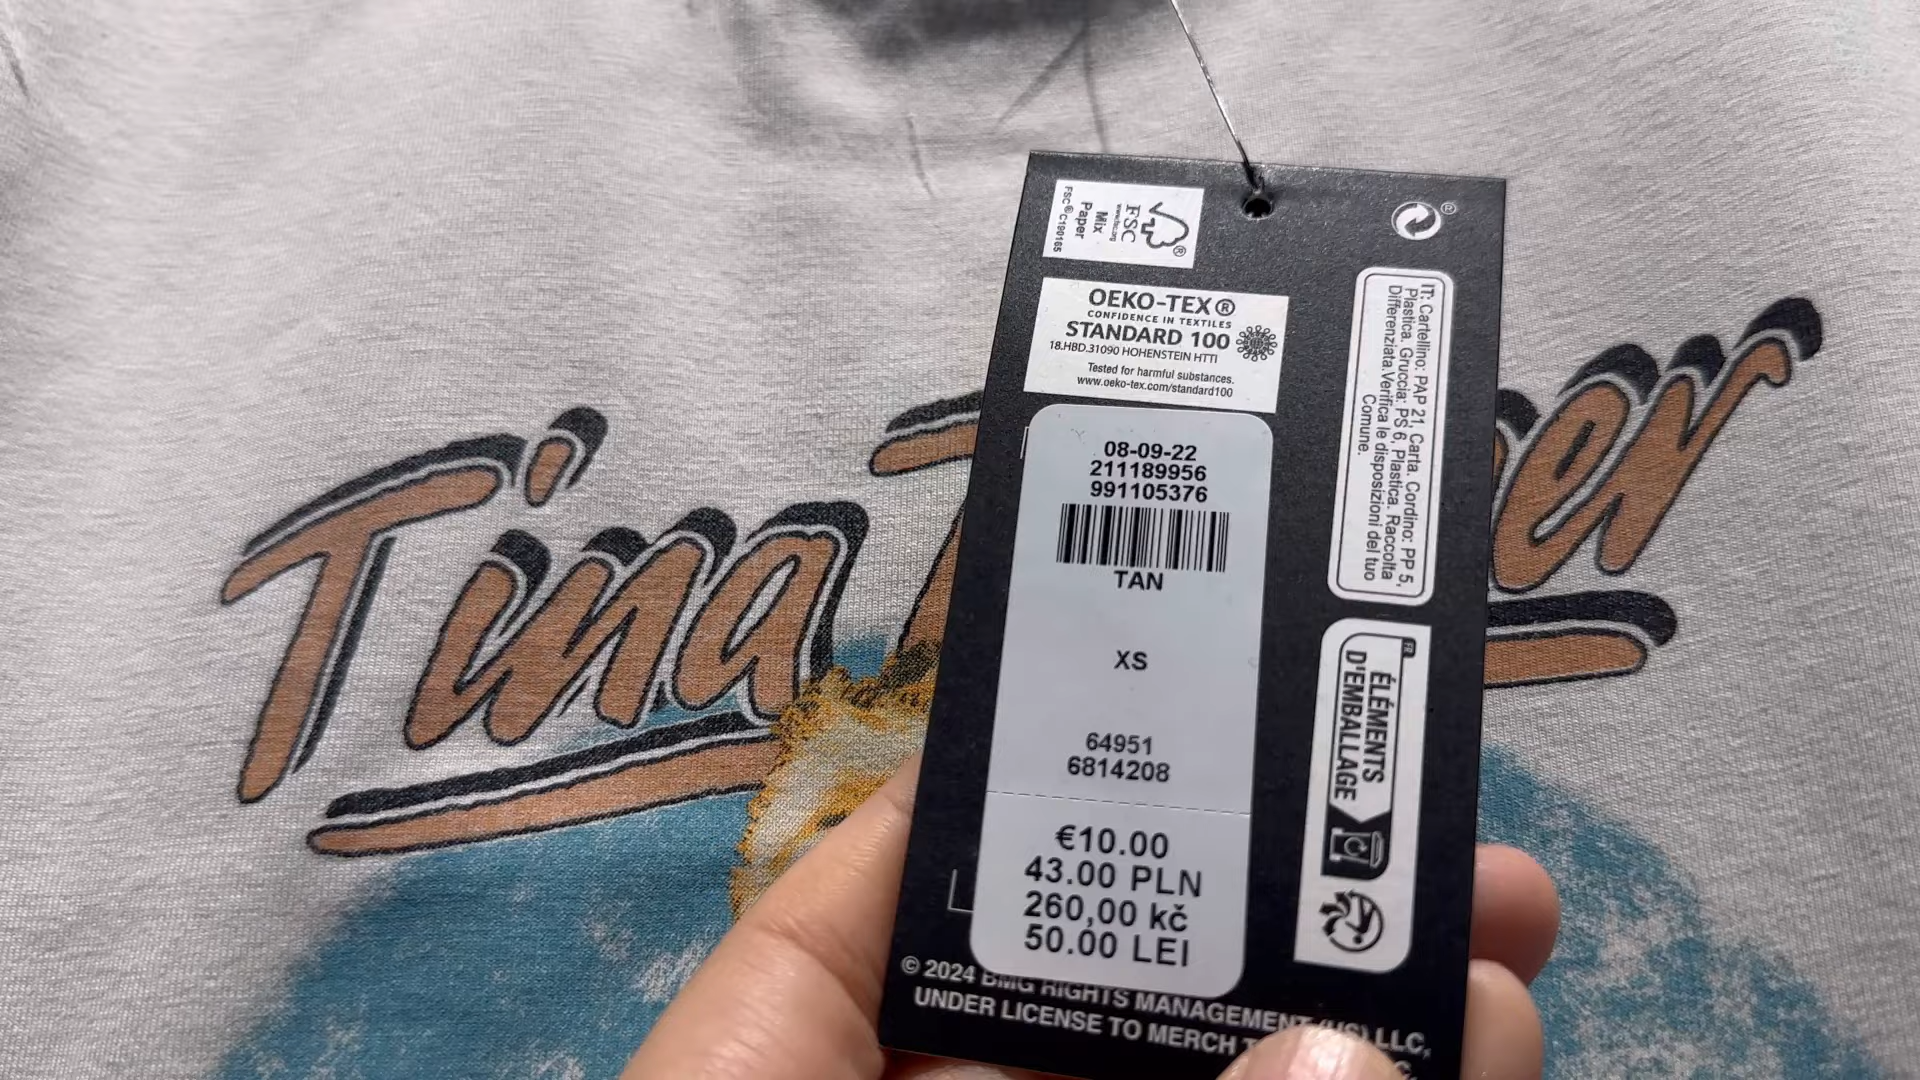 Tina
FSC
www.fsc.org
Mix
Paper
FSC® C190165
OEKO-TEX®
CONFIDENCE IN TEXTILES
STANDARD 100
18.HBD.31090 HOHENSTEIN HTTI
Tested for harmful substances.
www.oeko-tex.com/standard100
08-09-22
211189956
991105376
TAN
XS
64951
6814208
€10.00
43.00 PLN
260,00 kč
50.00 LEI
IT: Cartellino: PAP 21, Carta. Cordino: PP 5,
Plastica. Gruccia: PS 6, Plastica. Raccolta
Differenziata.Verifica le disposizioni del tuo
Comune.
FR
ÉLÉMENTS
D'EMBALLAGE
© 2024 BMG RIGHTS MANAGEMENT (US) LLC,
UNDER LICENSE TO MERCH